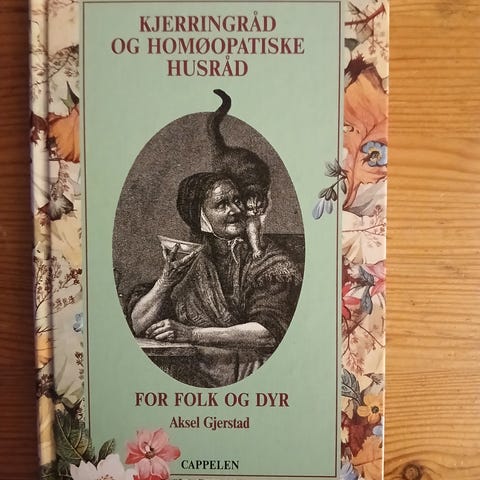 KJERRINGRÅD
OG HOMØOPATISKE
HUSRÅD
FOR FOLK OG DYR
Aksel Gjerstad
CAPPELEN